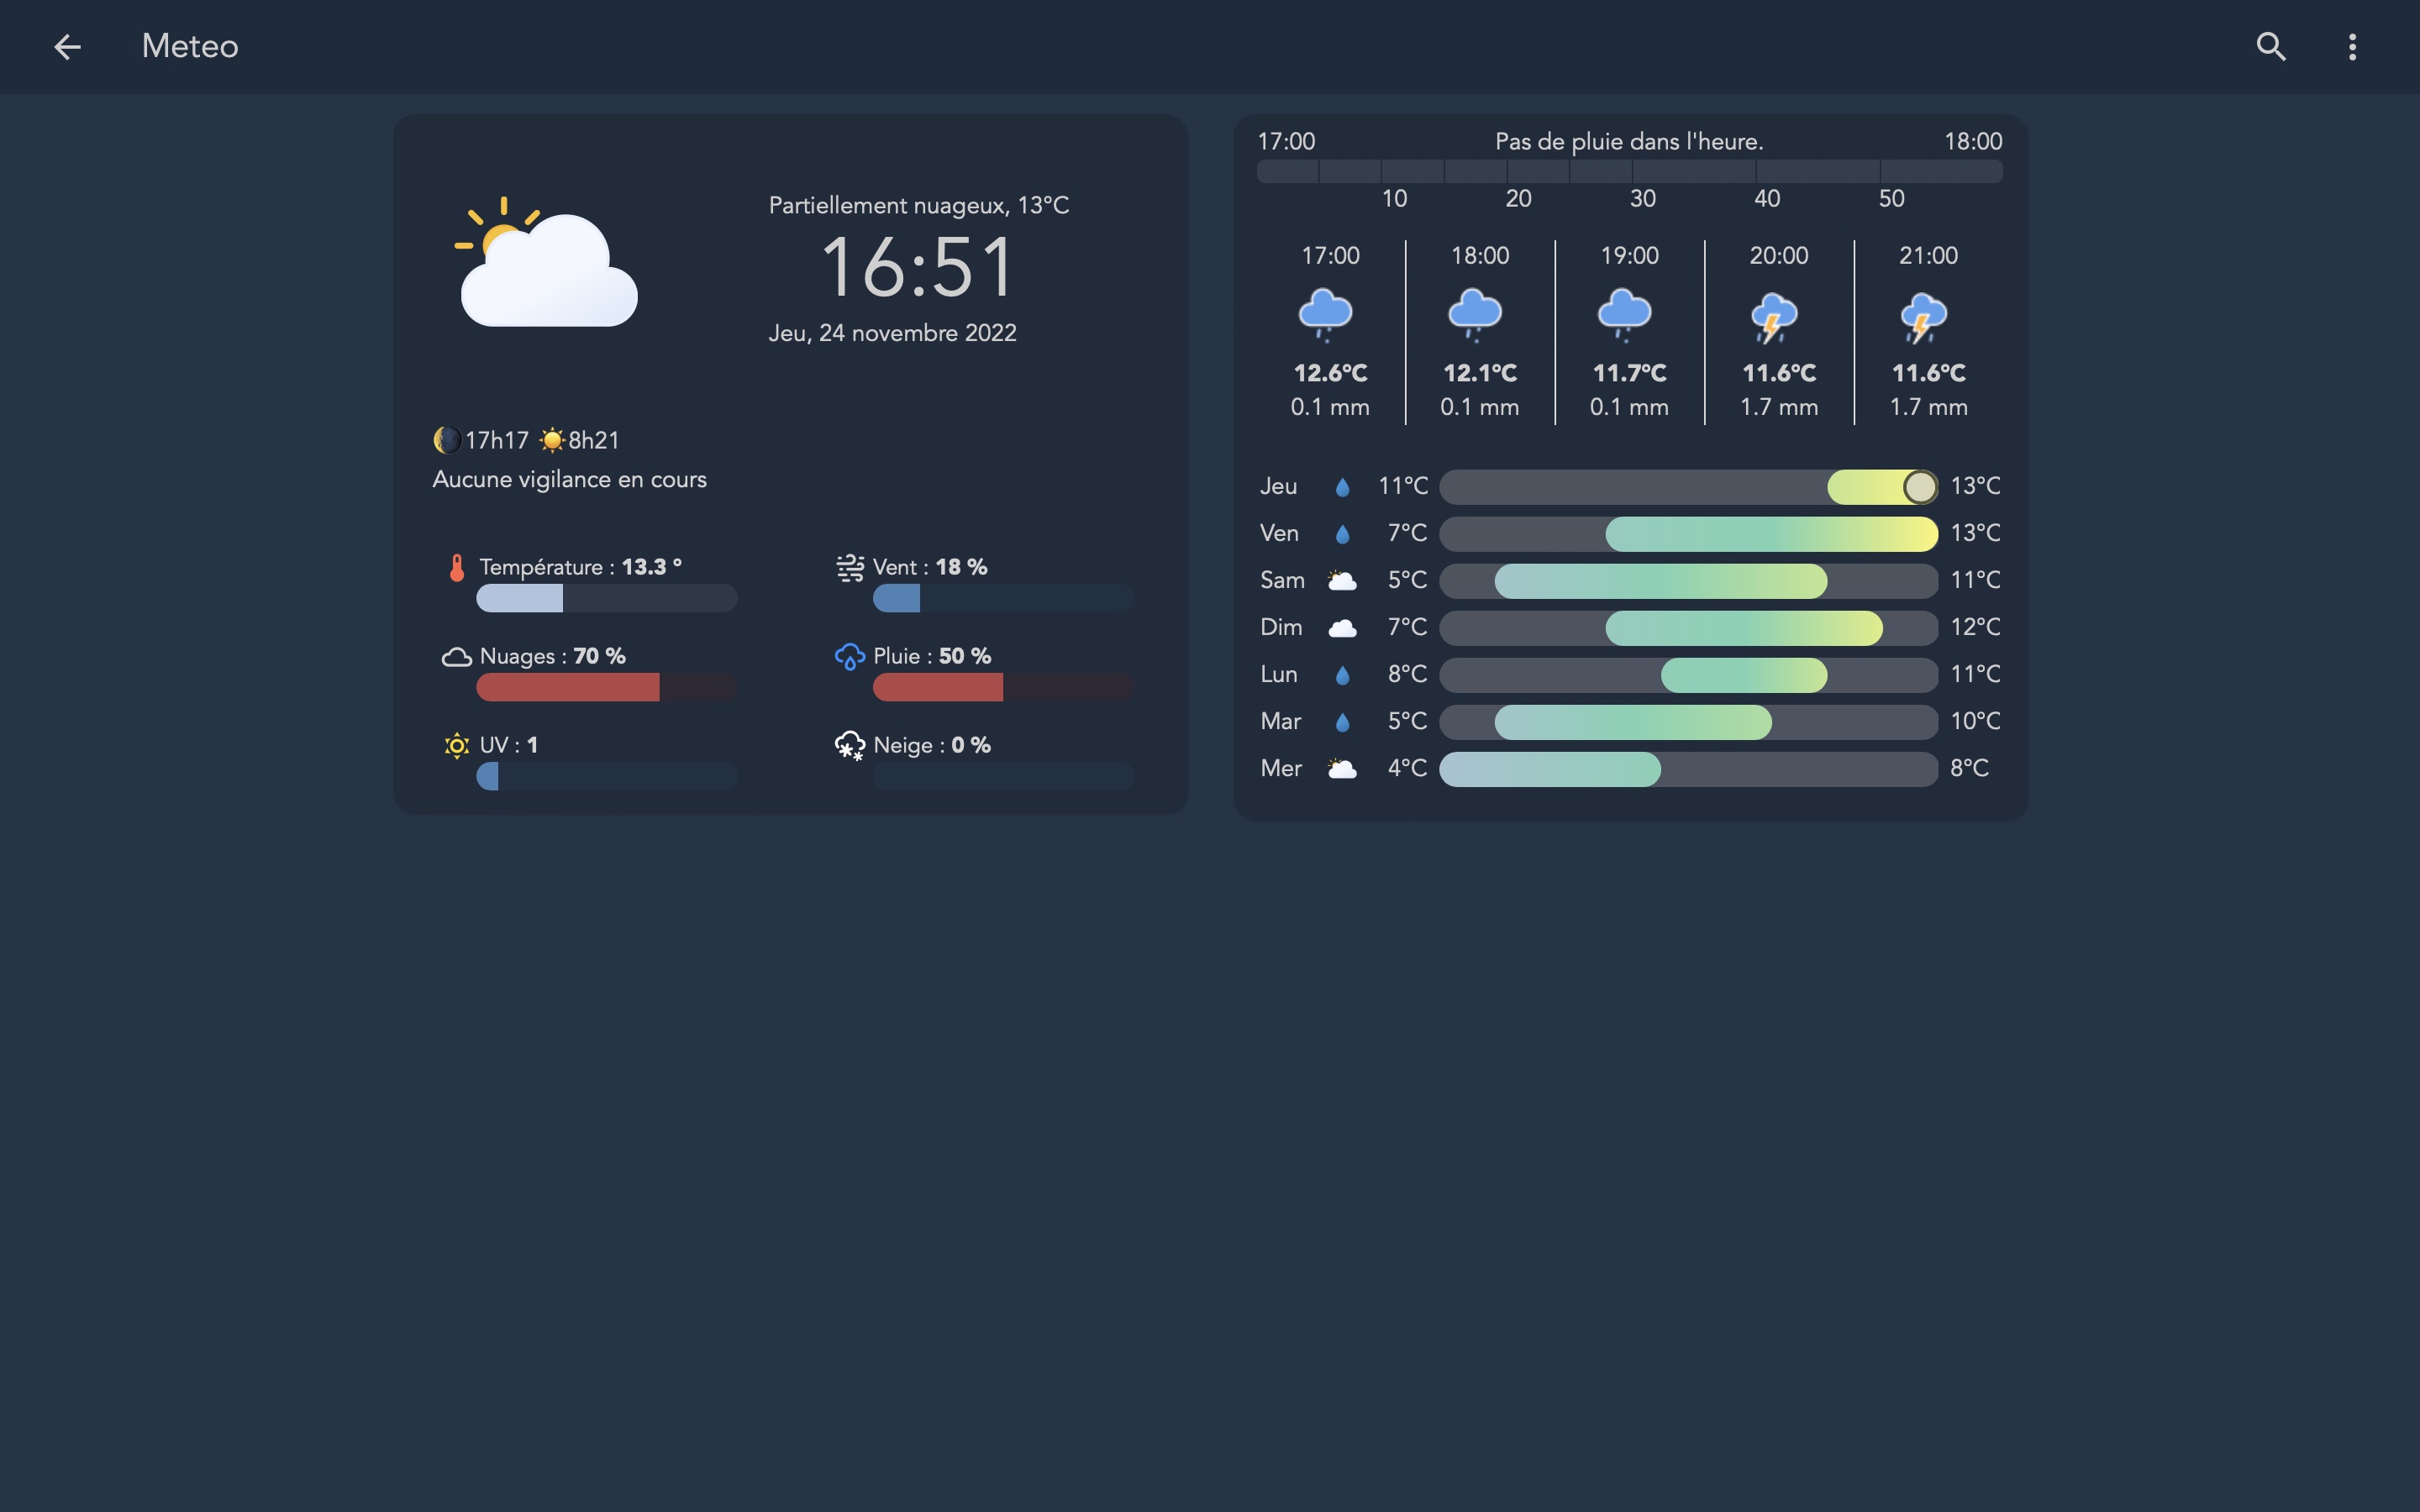 Meteo
Partiellement nuageux, 13°C
16:51
Jeu, 24 novembre 2022
17h17 8h21
Aucune vigilance en cours
Température : 13.3 °
Vent : 18 %
Nuages : 70 %
Pluie : 50 %
UV : 1
Neige : 0 %
17:00 Pas de pluie dans l'heure. 18:00
10 20 30 40 50
17:00 18:00 19:00 20:00 21:00
12.6°C 12.1°C 11.7°C 11.6°C 11.6°C
0.1 mm 0.1 mm 0.1 mm 1.7 mm 1.7 mm
Jeu 11°C 13°C
Ven 7°C 13°C
Sam 5°C 11°C
Dim 7°C 12°C
Lun 8°C 11°C
Mar 5°C 10°C
Mer 4°C 8°C